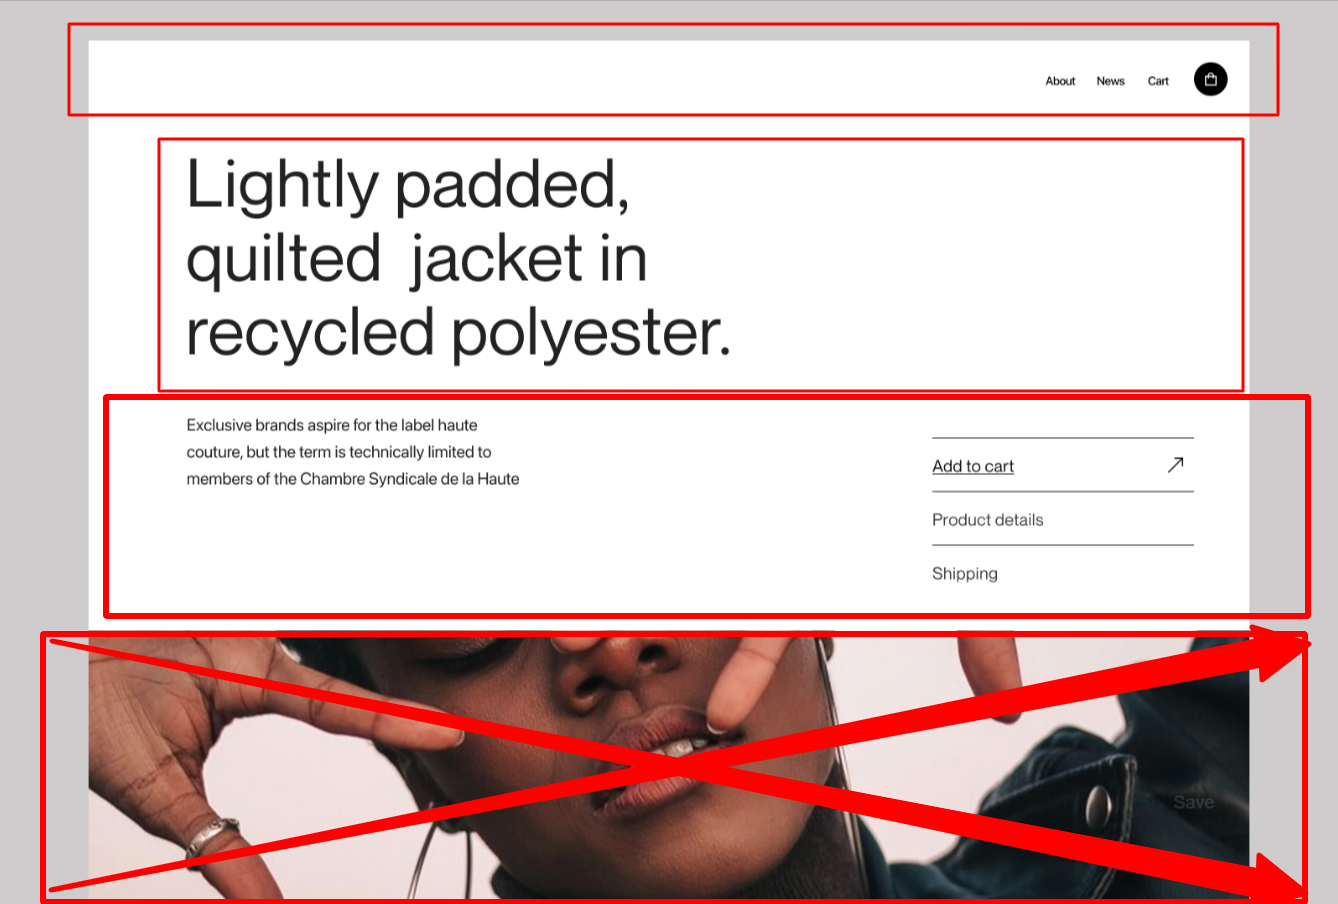 About News Cart
Lightly padded,
quilted  jacket in
recycled polyester.
Exclusive brands aspire for the label haute
couture, but the term is technically limited to
members of the Chambre Syndicale de la Haute
Add to cart
Product details
Shipping
Save